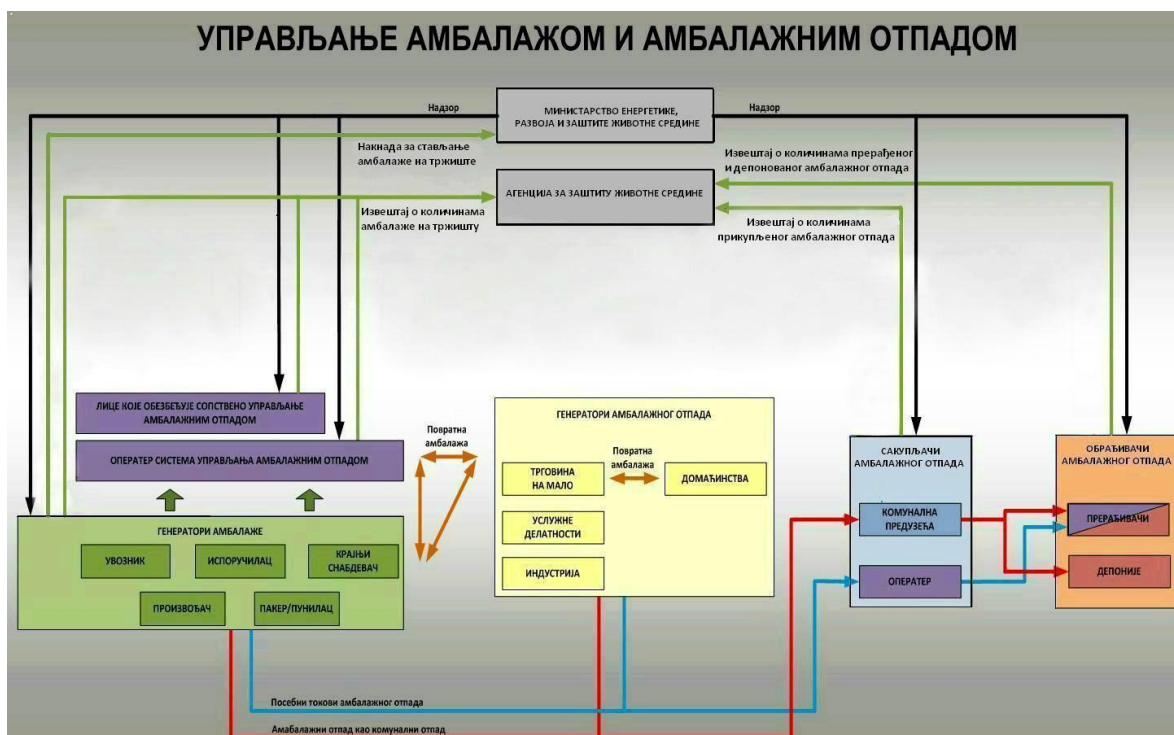 УПРАВЉАЊЕ АМБАЛАЖОМ И АМБАЛАЖНИМ ОТПАДОМ
Надзор
МИНИСТАРСТВО ЕНЕРГЕТИКЕ,
РАЗВОЈА И ЗАШТИТЕ ЖИВОТНЕ СРЕДИНЕ
Надзор
Накнада за стављање
амбалаже на тржиште
Извештај о количинама прерађеног
и депонованог амбалажног отпада
АГЕНЦИЈА ЗА ЗАШТИТУ ЖИВОТНЕ СРЕДИНЕ
Извештај о количинама
амбалаже на тржишту
Извештај о количинама
прикупљеног амбалажног отпада
ЛИЦЕ КОЈЕ ОБЕЗБЕЂУЈЕ СОПСТВЕНО УПРАВЉАЊЕ
АМБАЛАЖНИМ ОТПАДОМ
ОПЕРАТЕР СИСТЕМА УПРАВЉАЊА АМБАЛАЖНИМ ОТПАДОМ
Повратна
амбалажа
ГЕНЕРАТОРИ АМБАЛАЖЕ
УВОЗНИК
ИСПОРУЧИЛАЦ
КРАЈЊИ
СНАБДЕВАЧ
ПРОИЗВОЂАЧ
ПАКЕР/ПУНИЛАЦ
ГЕНЕРАТОРИ АМБАЛАЖНОГ ОТПАДА
ТРГОВИНА
НА МАЛО
Повратна
амбалажа
ДОМАЋИНСТВА
УСЛУЖНЕ
ДЕЛАТНОСТИ
ИНДУСТРИЈА
САКУПЉАЧИ
АМБАЛАЖНОГ ОТПАДА
КОМУНАЛНА
ПРЕДУЗЕЋА
ОПЕРАТЕР
ОБРАЂИВАЧИ
АМБАЛАЖНОГ ОТПАДА
ПРЕРАЂИВАЧИ
ДЕПОНИЈЕ
Посебни токови амбалажног отпада
Амабалажни отпад као комунални отпад